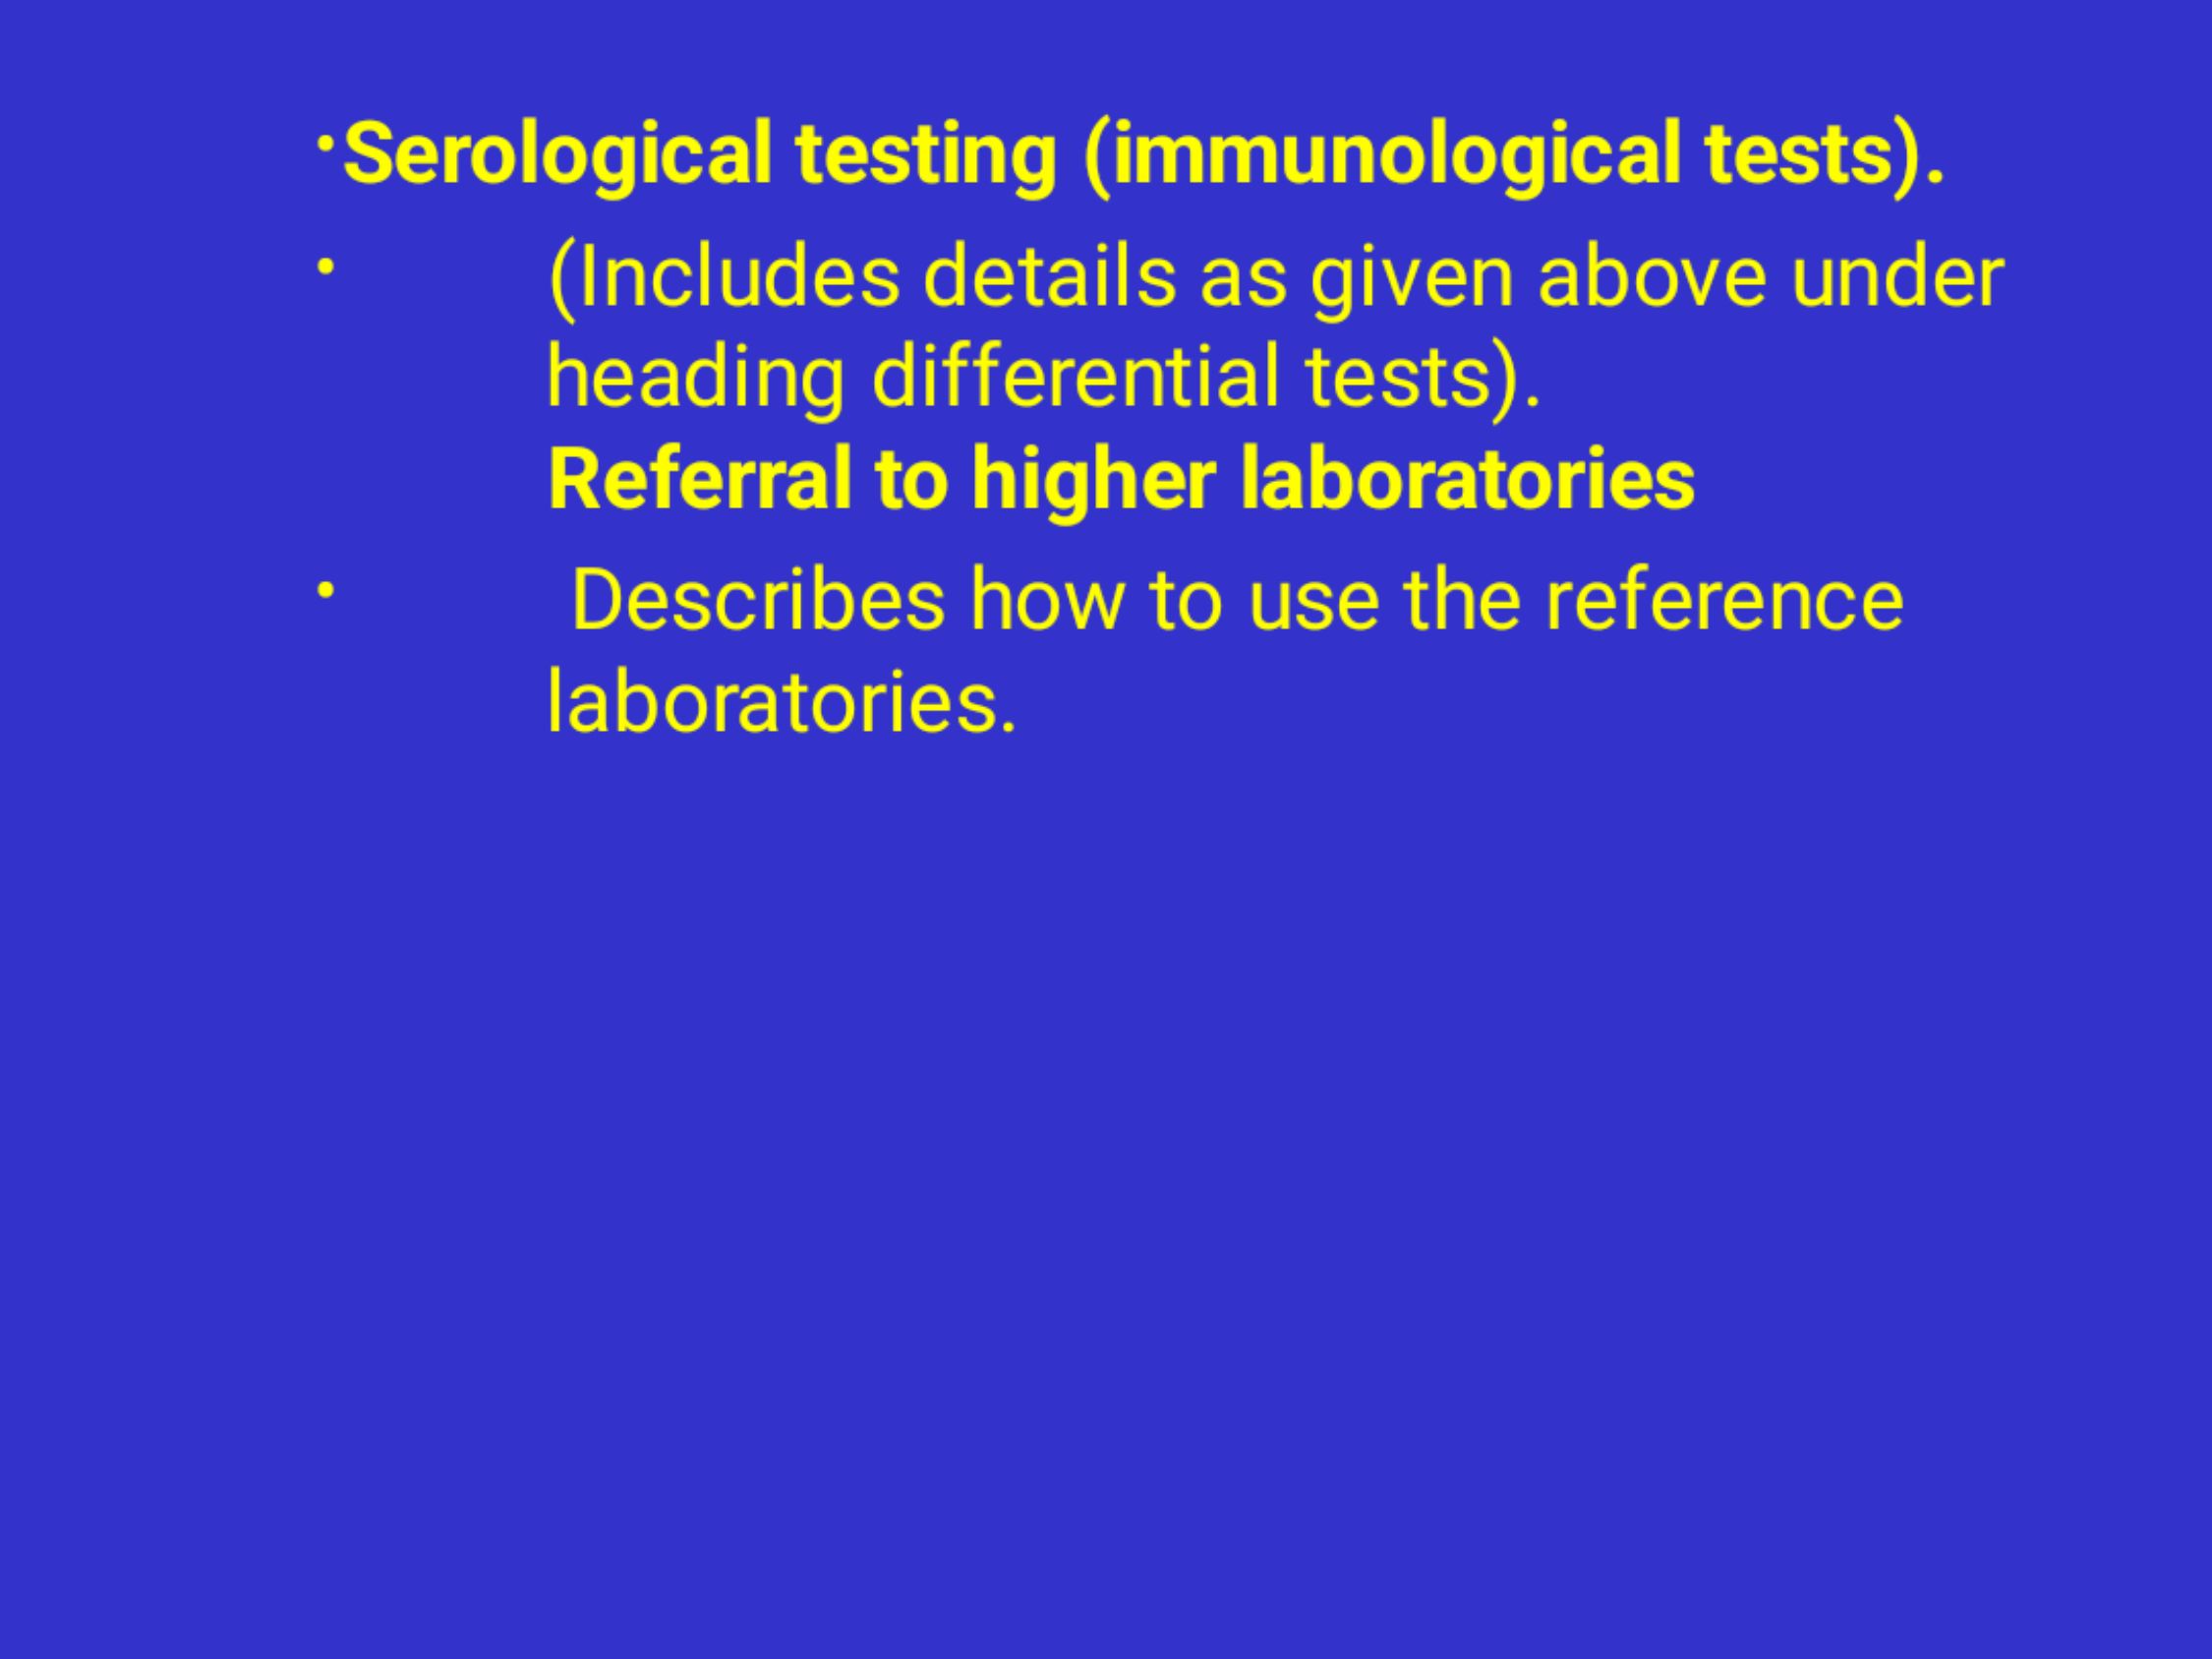 •Serological testing (immunological tests).
• (Includes details as given above under
heading differential tests).
Referral to higher laboratories
• Describes how to use the reference
laboratories.